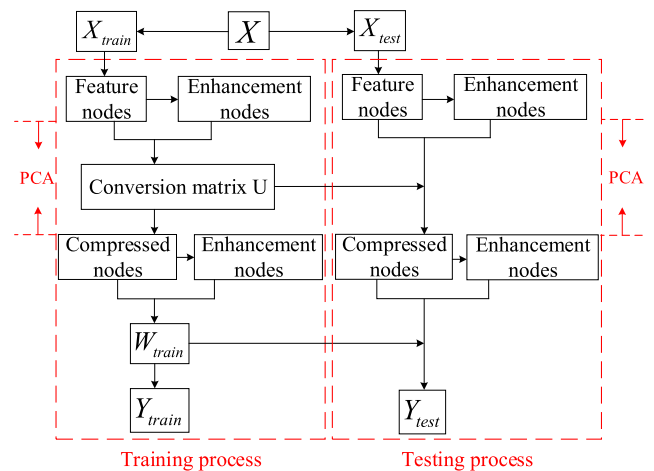 X_train X X_test
Feature nodes
Enhancement nodes
Feature nodes
Enhancement nodes
PCA
Conversion matrix U
PCA
Compressed nodes
Enhancement nodes
Compressed nodes
Enhancement nodes
W_train
Y_train
Y_test
Training process
Testing process